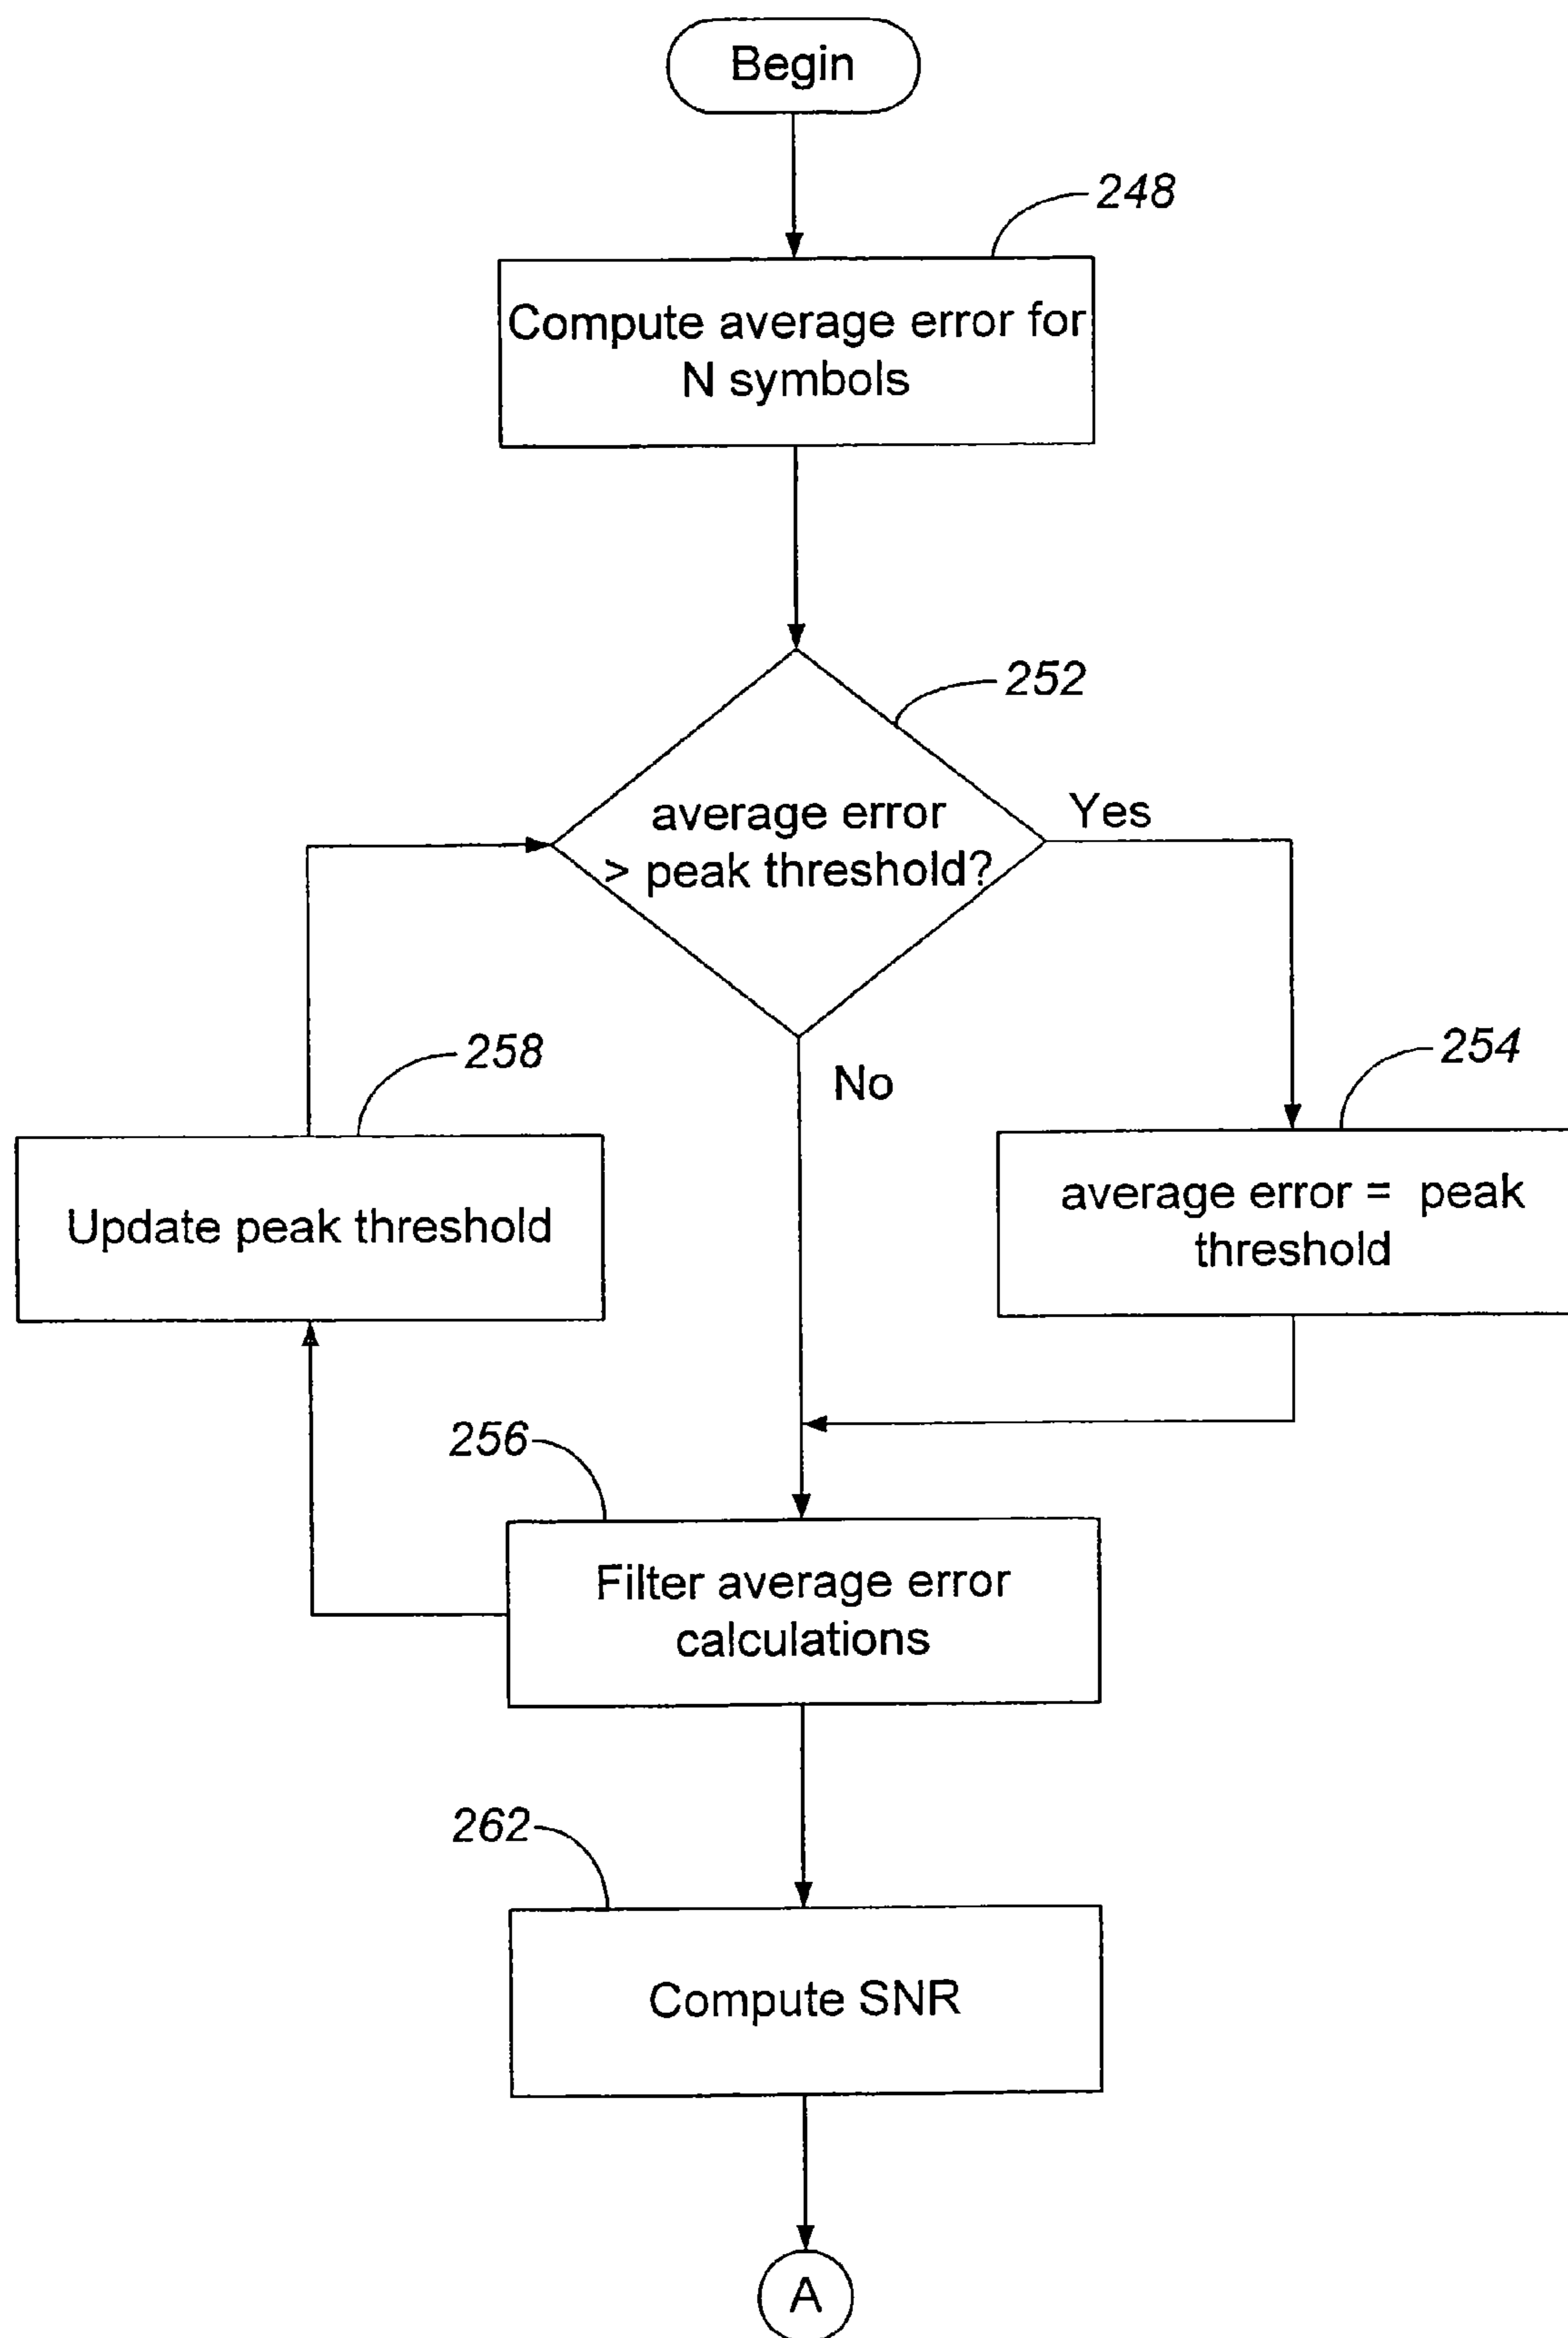 Begin
248
Compute average error for
N symbols
252
average error
> peak threshold?
Yes
No
258
Update peak threshold
254
average error = peak
threshold
256
Filter average error
calculations
262
Compute SNR
A